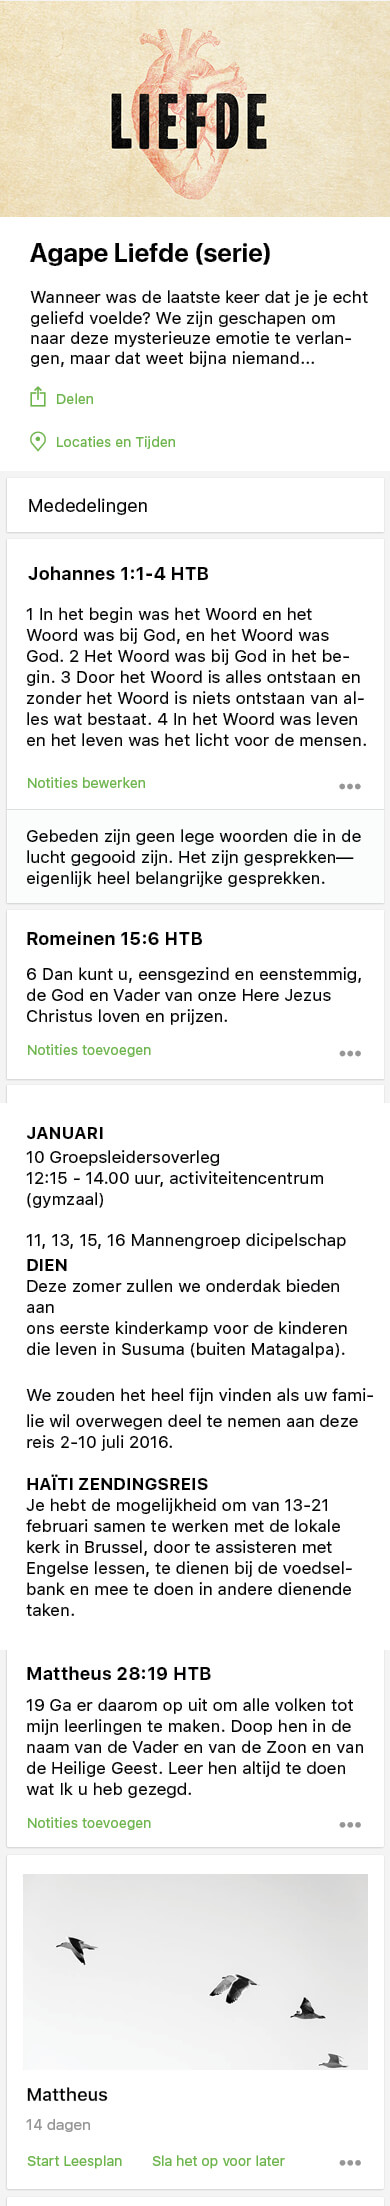 LIEFDE
Agape Liefde (serie)
Wanneer was de laatste keer dat je je echt
geliefd voelde? We zijn geschapen om
naar deze mysterieuze emotie te verlan-
gen, maar dat weet bijna niemand...
Delen
Locaties en Tijden
Mededelingen
Johannes 1:1-4 HTB
1 In het begin was het Woord en het
Woord was bij God, en het Woord was
God. 2 Het Woord was bij God in het be-
gin. 3 Door het Woord is alles ontstaan en
zonder het Woord is niets ontstaan van al-
les wat bestaat. 4 In het Woord was leven
en het leven was het licht voor de mensen.
Notities bewerken
Gebeden zijn geen lege woorden die in de
lucht gegooid zijn. Het zijn gesprekken—
eigenlijk heel belangrijke gesprekken.
Romeinen 15:6 HTB
6 Dan kunt u, eensgezind en eenstemmig,
de God en Vader van onze Here Jezus
Christus loven en prijzen.
Notities toevoegen
JANUARI
10 Groepsleidersoverleg
12:15 - 14.00 uur, activiteitencentrum
(gymzaal)
11, 13, 15, 16 Mannengroep dicipelschap
DIEN
Deze zomer zullen we onderdak bieden
aan
ons eerste kinderkamp voor de kinderen
die leven in Susuma (buiten Matagalpa).
We zouden het heel fijn vinden als uw fami-
lie wil overwegen deel te nemen aan deze
reis 2-10 juli 2016.
HAÏTI ZENDINGSREIS
Je hebt de mogelijkheid om van 13-21
februari samen te werken met de lokale
kerk in Brussel, door te assisteren met
Engelse lessen, te dienen bij de voedsel-
bank en mee te doen in andere dienende
taken.
Mattheus 28:19 HTB
19 Ga er daarom op uit om alle volken tot
mijn leerlingen te maken. Doop hen in de
naam van de Vader en van de Zoon en van
de Heilige Geest. Leer hen altijd te doen
wat Ik u heb gezegd.
Notities toevoegen
Mattheus
14 dagen
Start Leesplan Sla het op voor later